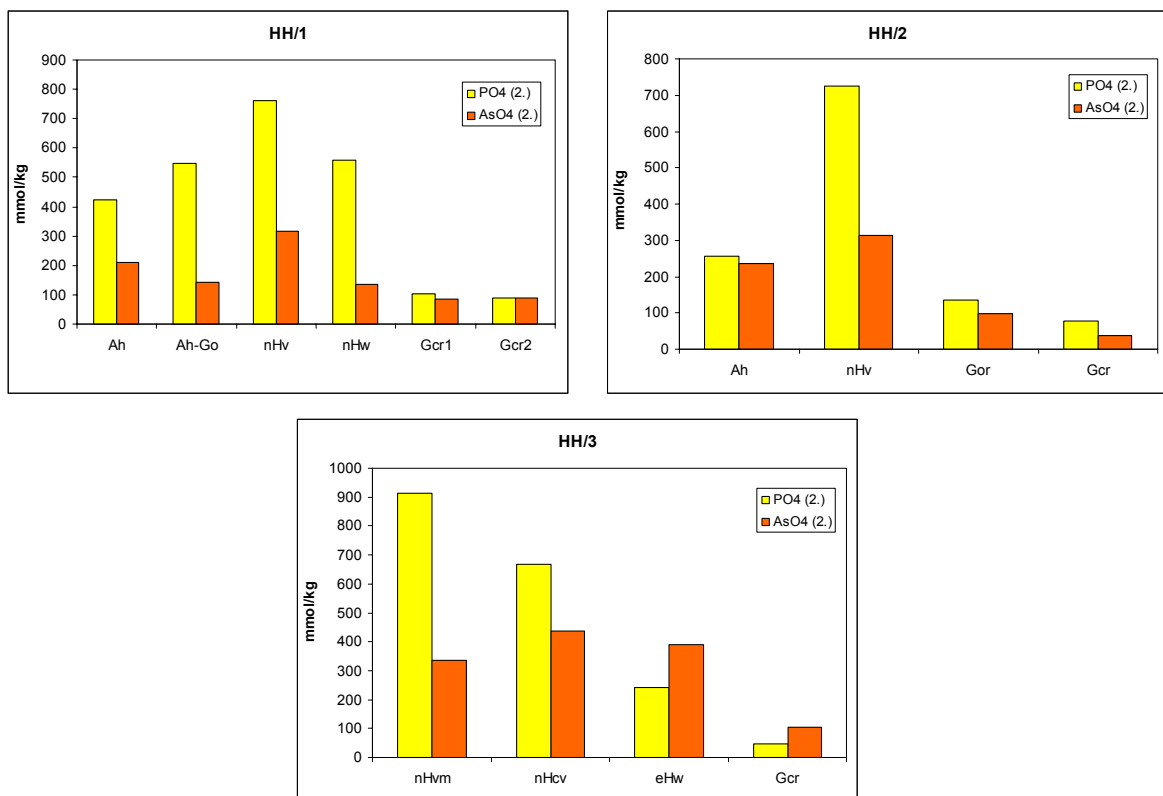 HH/1
900
800
700
600
500
400
300
200
100
0
mmol/kg
PO4 (2.)
AsO4 (2.)
Ah Ah-Go nHv nHw Gcr1 Gcr2
HH/2
800
700
600
500
400
300
200
100
0
mmol/kg
PO4 (2.)
AsO4 (2.)
Ah nHv Gor Gcr
HH/3
1000
900
800
700
600
500
400
300
200
100
0
mmol/kg
PO4 (2.)
AsO4 (2.)
nHvm nHcv eHw Gcr